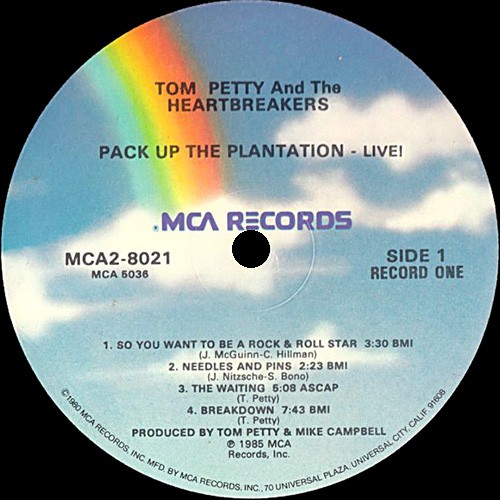 TOM PETTY And The
HEARTBREAKERS
PACK UP THE PLANTATION - LIVE!
MCA RECORDS
MCA2-8021
MCA 5036
SIDE 1
RECORD ONE
1. SO YOU WANT TO BE A ROCK & ROLL STAR 3:30 BMI
(J. McGuinn-C. Hillman)
2. NEEDLES AND PINS 2:23 BMI
(J. Nitzsche-S. Bono)
3. THE WAITING 5:08 ASCAP
(T. Petty)
4. BREAKDOWN 7:43 BMI
(T. Petty)
PRODUCED BY TOM PETTY & MIKE CAMPBELL
℗ 1985 MCA
Records, Inc.
©1980 MCA RECORDS, INC. MFD. BY MCA RECORDS, INC., 70 UNIVERSAL PLAZA, UNIVERSAL CITY, CALIF. 91608